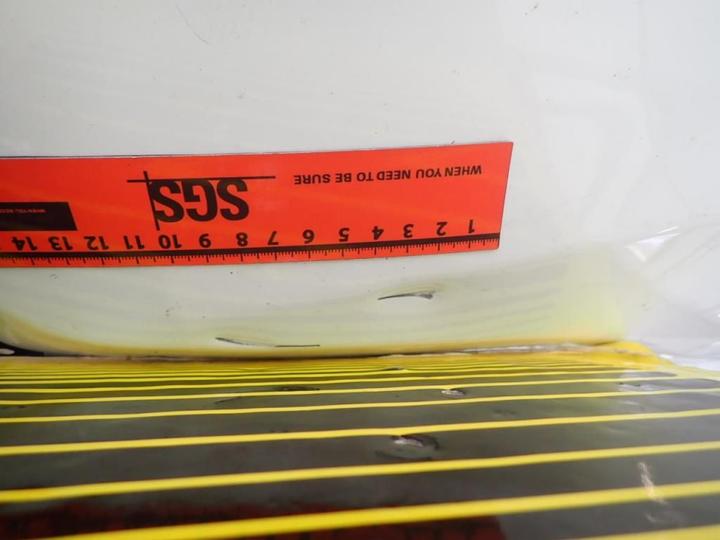 WHEN YOU NEED TO BE SURE
SGS
1 2 3 4 5 6 7 8 9 10 11 12 13 14